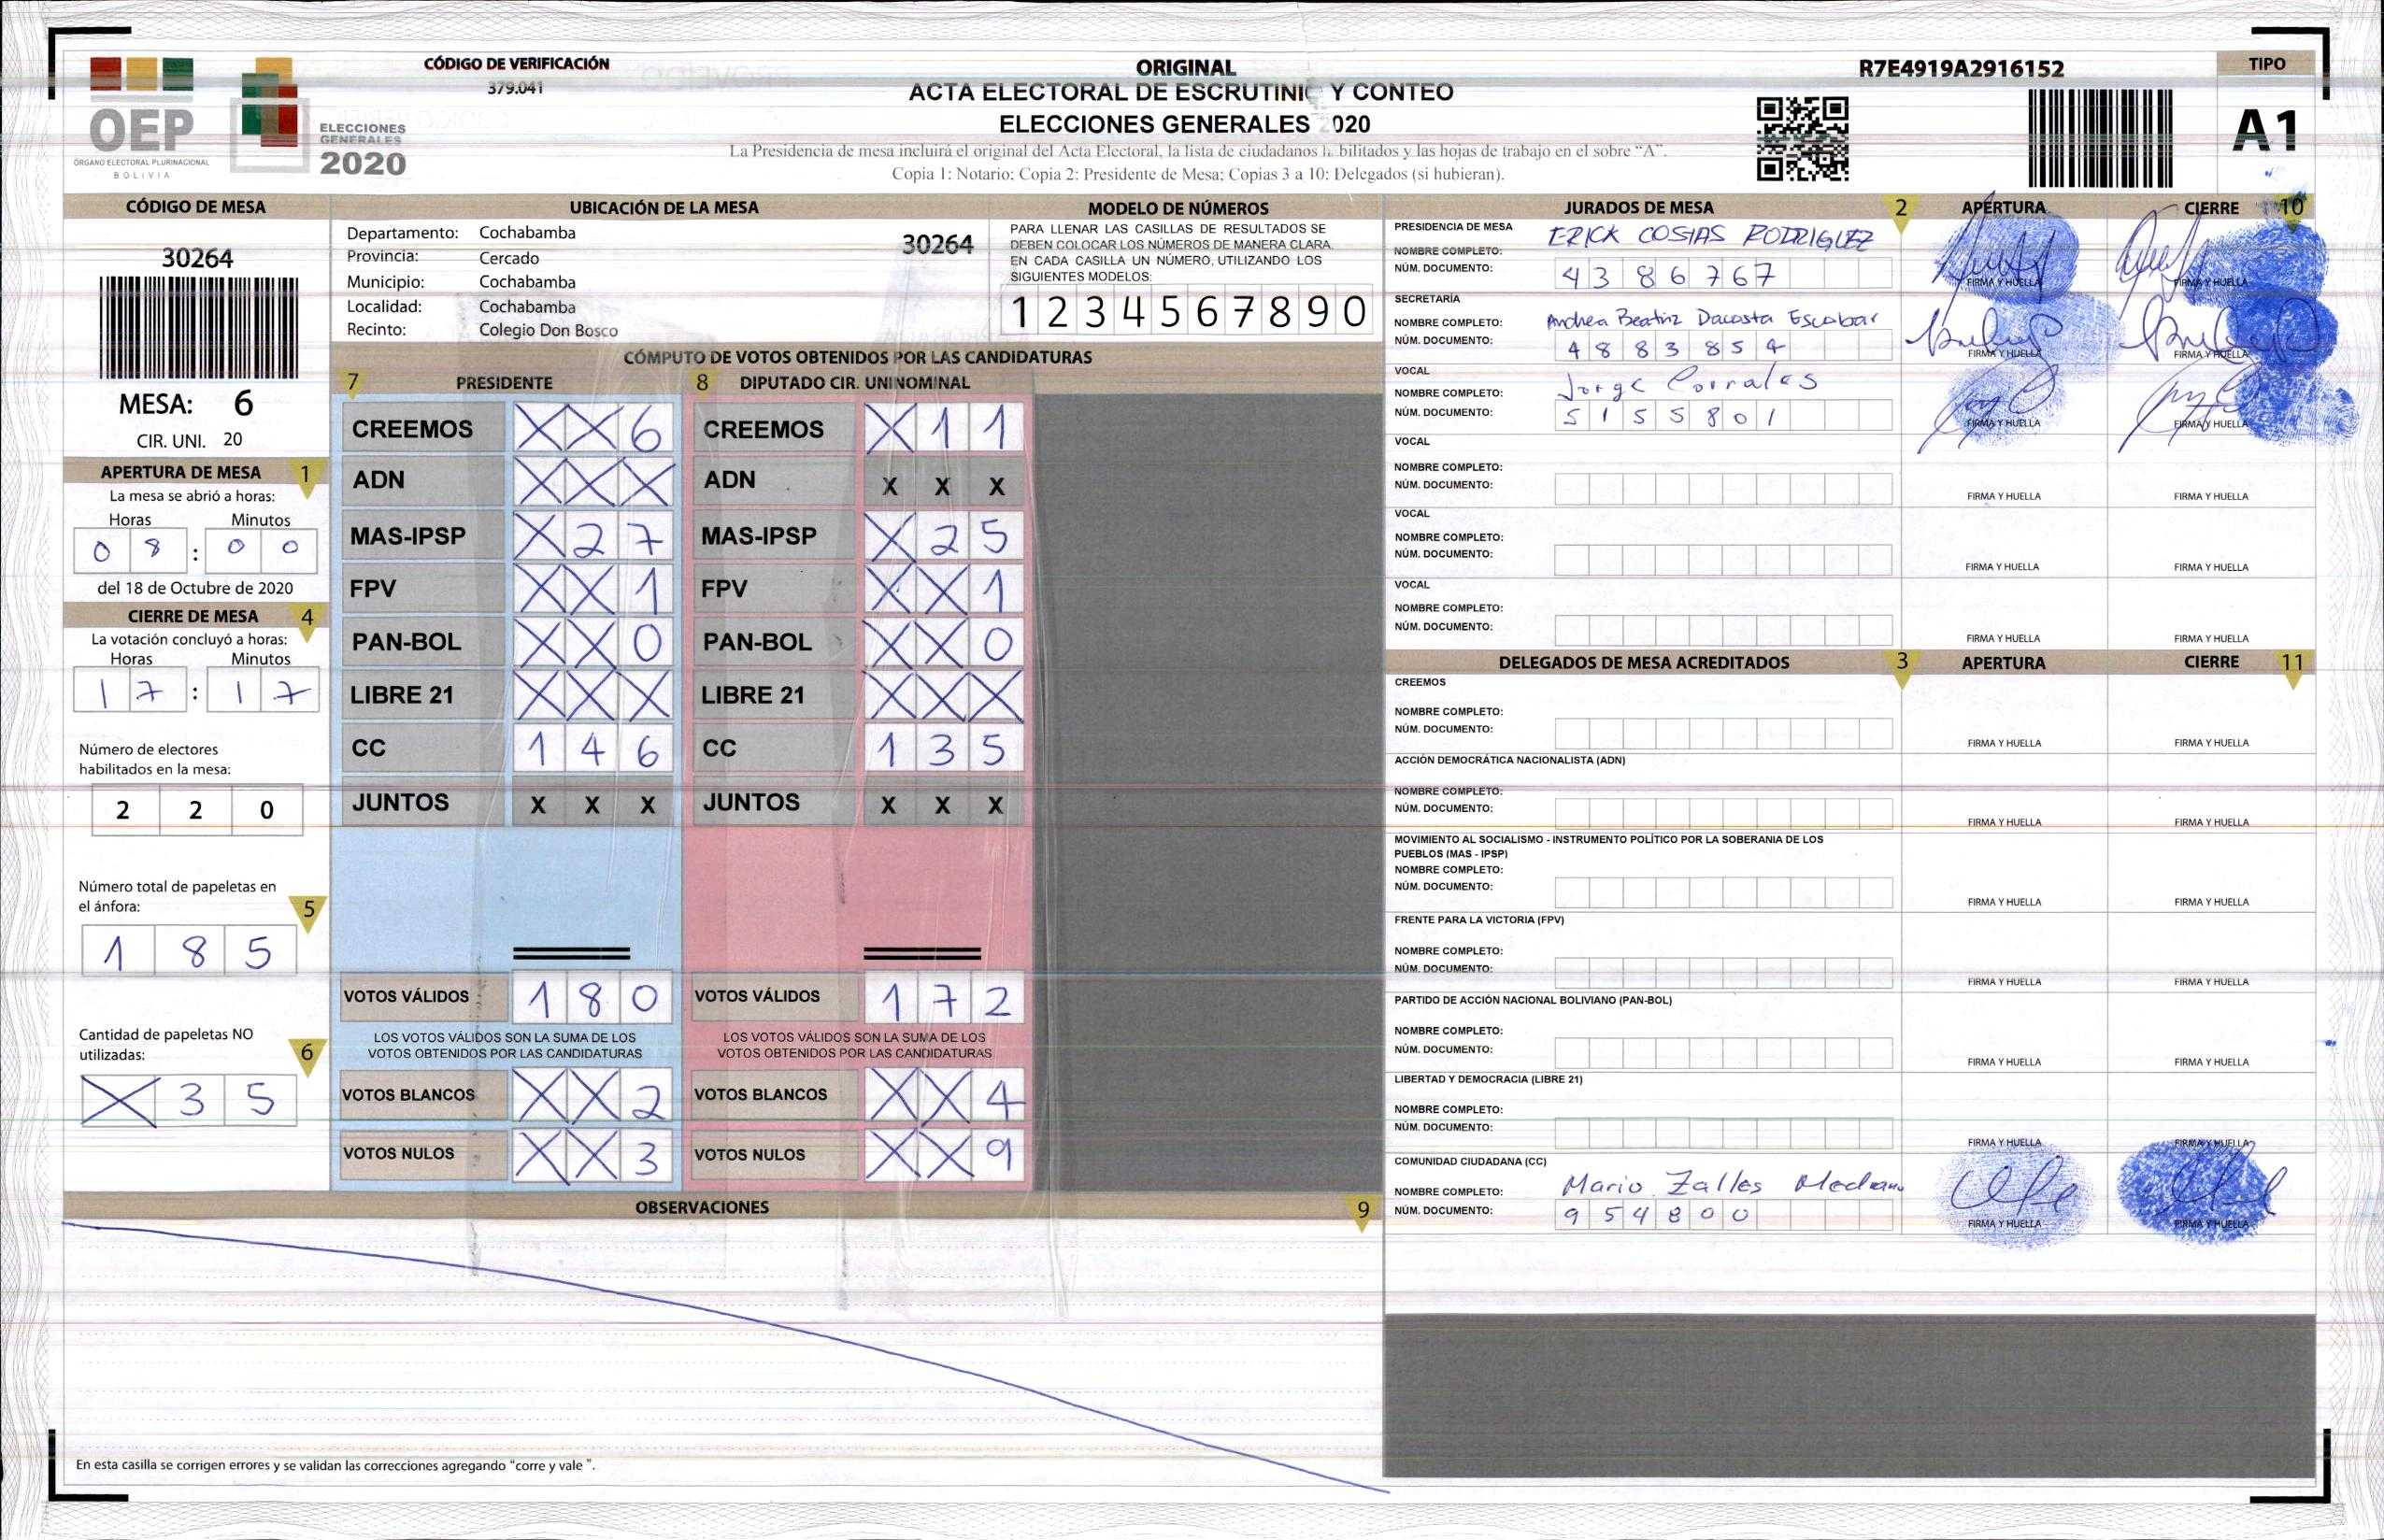 OEP
ÓRGANO ELECTORAL PLURINACIONAL
BOLIVIA
ELECCIONES
GENERALES
2020
CÓDIGO DE VERIFICACIÓN
379.041
ORIGINAL
ACTA ELECTORAL DE ESCRUTINIO Y CONTEO
ELECCIONES GENERALES 2020
La Presidencia de mesa incluirá el original del Acta Electoral, la lista de ciudadanos habilitados y las hojas de trabajo en el sobre “A”.
Copia 1: Notario; Copia 2: Presidente de Mesa; Copias 3 a 10: Delegados (si hubieran).
R7E4919A2916152
TIPO
A1
CÓDIGO DE MESA
30264
MESA: 6
CIR. UNI. 20
APERTURA DE MESA 1
La mesa se abrió a horas:
Horas Minutos
0 8 : 0 0
del 18 de Octubre de 2020
CIERRE DE MESA 4
La votación concluyó a horas:
Horas Minutos
1 7 : 1 7
Número de electores
habilitados en la mesa:
2 2 0
Número total de papeletas en
el ánfora: 5
1 8 5
Cantidad de papeletas NO
utilizadas: 6
X 3 5
UBICACIÓN DE LA MESA
Departamento: Cochabamba
Provincia: Cercado
Municipio: Cochabamba
Localidad: Cochabamba
Recinto: Colegio Don Bosco
30264
MODELO DE NÚMEROS
PARA LLENAR LAS CASILLAS DE RESULTADOS SE
DEBEN COLOCAR LOS NÚMEROS DE MANERA CLARA,
EN CADA CASILLA UN NÚMERO, UTILIZANDO LOS
SIGUIENTES MODELOS:
1 2 3 4 5 6 7 8 9 0
CÓMPUTO DE VOTOS OBTENIDOS POR LAS CANDIDATURAS
7 PRESIDENTE
CREEMOS X X 6
ADN X X X
MAS-IPSP X 2 7
FPV X X 1
PAN-BOL X X 0
LIBRE 21 X X X
CC 1 4 6
JUNTOS X X X
VOTOS VÁLIDOS 1 8 0
LOS VOTOS VÁLIDOS SON LA SUMA DE LOS
VOTOS OBTENIDOS POR LAS CANDIDATURAS
VOTOS BLANCOS X X 2
VOTOS NULOS X X 3
8 DIPUTADO CIR. UNINOMINAL
CREEMOS X 1 1
ADN X X X
MAS-IPSP X 2 5
FPV X X 1
PAN-BOL X X 0
LIBRE 21 X X X
CC 1 3 5
JUNTOS X X X
VOTOS VÁLIDOS 1 7 2
LOS VOTOS VÁLIDOS SON LA SUMA DE LOS
VOTOS OBTENIDOS POR LAS CANDIDATURAS
VOTOS BLANCOS X X 4
VOTOS NULOS X X 9
OBSERVACIONES 9
En esta casilla se corrigen errores y se validan las correcciones agregando “corre y vale ”.
JURADOS DE MESA 2 APERTURA CIERRE 10
PRESIDENCIA DE MESA
NOMBRE COMPLETO: ERICK COSIAS RODRIGUEZ
NÚM. DOCUMENTO: 4 3 8 6 7 6 7
FIRMA Y HUELLA FIRMA Y HUELLA
SECRETARÍA
NOMBRE COMPLETO: Andrea Beatriz Dacosta Escobar
NÚM. DOCUMENTO: 4 8 8 3 8 5 4
FIRMA Y HUELLA FIRMA Y HUELLA
VOCAL
NOMBRE COMPLETO: Jorge Corrales
NÚM. DOCUMENTO: 5 1 5 5 8 0 1
FIRMA Y HUELLA FIRMA Y HUELLA
VOCAL
NOMBRE COMPLETO:
NÚM. DOCUMENTO:
FIRMA Y HUELLA FIRMA Y HUELLA
VOCAL
NOMBRE COMPLETO:
NÚM. DOCUMENTO:
FIRMA Y HUELLA FIRMA Y HUELLA
VOCAL
NOMBRE COMPLETO:
NÚM. DOCUMENTO:
FIRMA Y HUELLA FIRMA Y HUELLA
DELEGADOS DE MESA ACREDITADOS 3 APERTURA CIERRE 11
CREEMOS
NOMBRE COMPLETO:
NÚM. DOCUMENTO:
FIRMA Y HUELLA FIRMA Y HUELLA
ACCIÓN DEMOCRÁTICA NACIONALISTA (ADN)
NOMBRE COMPLETO:
NÚM. DOCUMENTO:
FIRMA Y HUELLA FIRMA Y HUELLA
MOVIMIENTO AL SOCIALISMO - INSTRUMENTO POLÍTICO POR LA SOBERANIA DE LOS
PUEBLOS (MAS - IPSP)
NOMBRE COMPLETO:
NÚM. DOCUMENTO:
FIRMA Y HUELLA FIRMA Y HUELLA
FRENTE PARA LA VICTORIA (FPV)
NOMBRE COMPLETO:
NÚM. DOCUMENTO:
FIRMA Y HUELLA FIRMA Y HUELLA
PARTIDO DE ACCIÓN NACIONAL BOLIVIANO (PAN-BOL)
NOMBRE COMPLETO:
NÚM. DOCUMENTO:
FIRMA Y HUELLA FIRMA Y HUELLA
LIBERTAD Y DEMOCRACIA (LIBRE 21)
NOMBRE COMPLETO:
NÚM. DOCUMENTO:
FIRMA Y HUELLA FIRMA Y HUELLA
COMUNIDAD CIUDADANA (CC)
NOMBRE COMPLETO: Mario Zalles
NÚM. DOCUMENTO: 9 5 4 8 0 0
FIRMA Y HUELLA FIRMA Y HUELLA